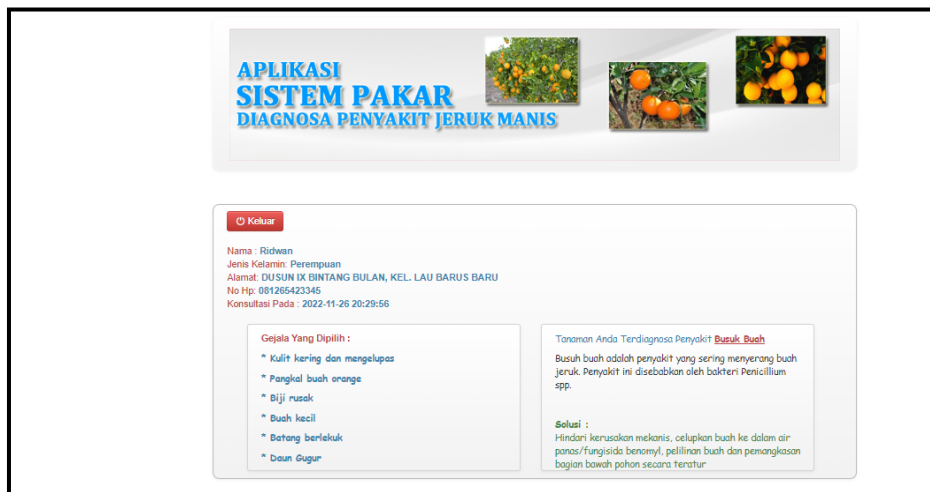 APLIKASI
SISTEM PAKAR
DIAGNOSA PENYAKIT JERUK MANIS
Keluar
Nama : Ridwan
Jenis Kelamin: Perempuan
Alamat: DUSUN IX BINTANG BULAN, KEL. LAU BARUS BARU
No Hp: 081265423345
Konsultasi Pada : 2022-11-26 20:29:56
Gejala Yang Dipilih :
* Kulit kering dan mengelupas
* Pangkal buah orange
* Biji rusak
* Buah kecil
* Batang berlekuk
* Daun Gugur
Tanaman Anda Terdiagnosa Penyakit Busuk Buah
Busuh buah adalah penyakit yang sering menyerang buah
jeruk. Penyakit ini disebabkan oleh bakteri Penicillium
spp.
Solusi :
Hindari kerusakan mekanis, celupkan buah ke dalam air
panas/fungisida benomyl, pelilinan buah dan pemangkasan
bagian bawah pohon secara teratur